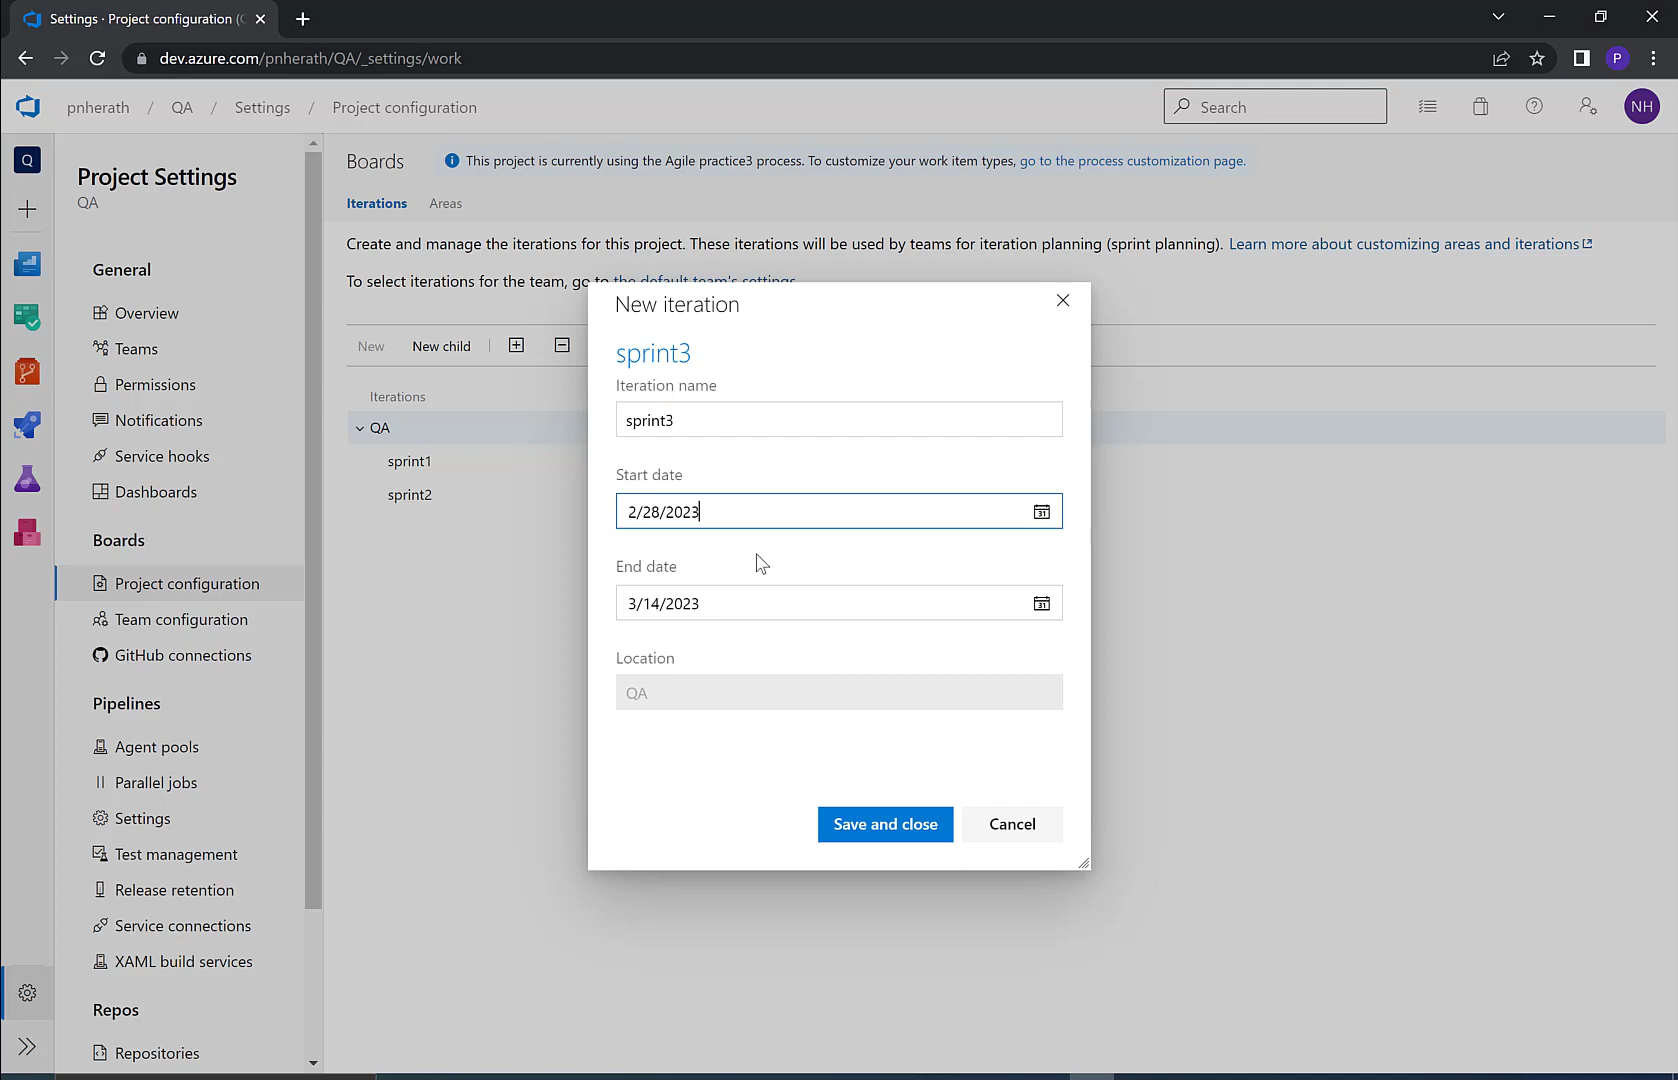 Settings · Project configuration (
dev.azure.com/pnherath/QA/_settings/work
P
pnherath / QA / Settings / Project configuration
Search
NH
Q
Project Settings
QA
General
Overview
Teams
Permissions
Notifications
Service hooks
Dashboards
Boards
Project configuration
Team configuration
GitHub connections
Pipelines
Agent pools
Parallel jobs
Settings
Test management
Release retention
Service connections
XAML build services
Repos
Repositories
Boards
This project is currently using the Agile practice3 process. To customize your work item types, go to the process customization page.
Iterations Areas
Create and manage the iterations for this project. These iterations will be used by teams for iteration planning (sprint planning). Learn more about customizing areas and iterations
To select iterations for the team, go to the default team's settings
New New child
Iterations
QA
sprint1
sprint2
New iteration
sprint3
Iteration name
sprint3
Start date
2/28/2023
31
End date
3/14/2023
31
Location
QA
Save and close Cancel